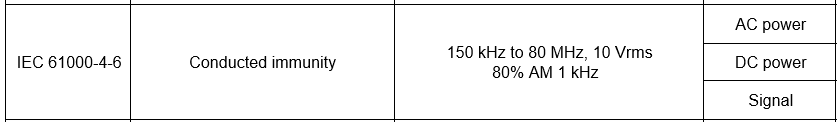 IEC 61000-4-6
Conducted immunity
150 kHz to 80 MHz, 10 Vrms
80% AM 1 kHz
AC power
DC power
Signal